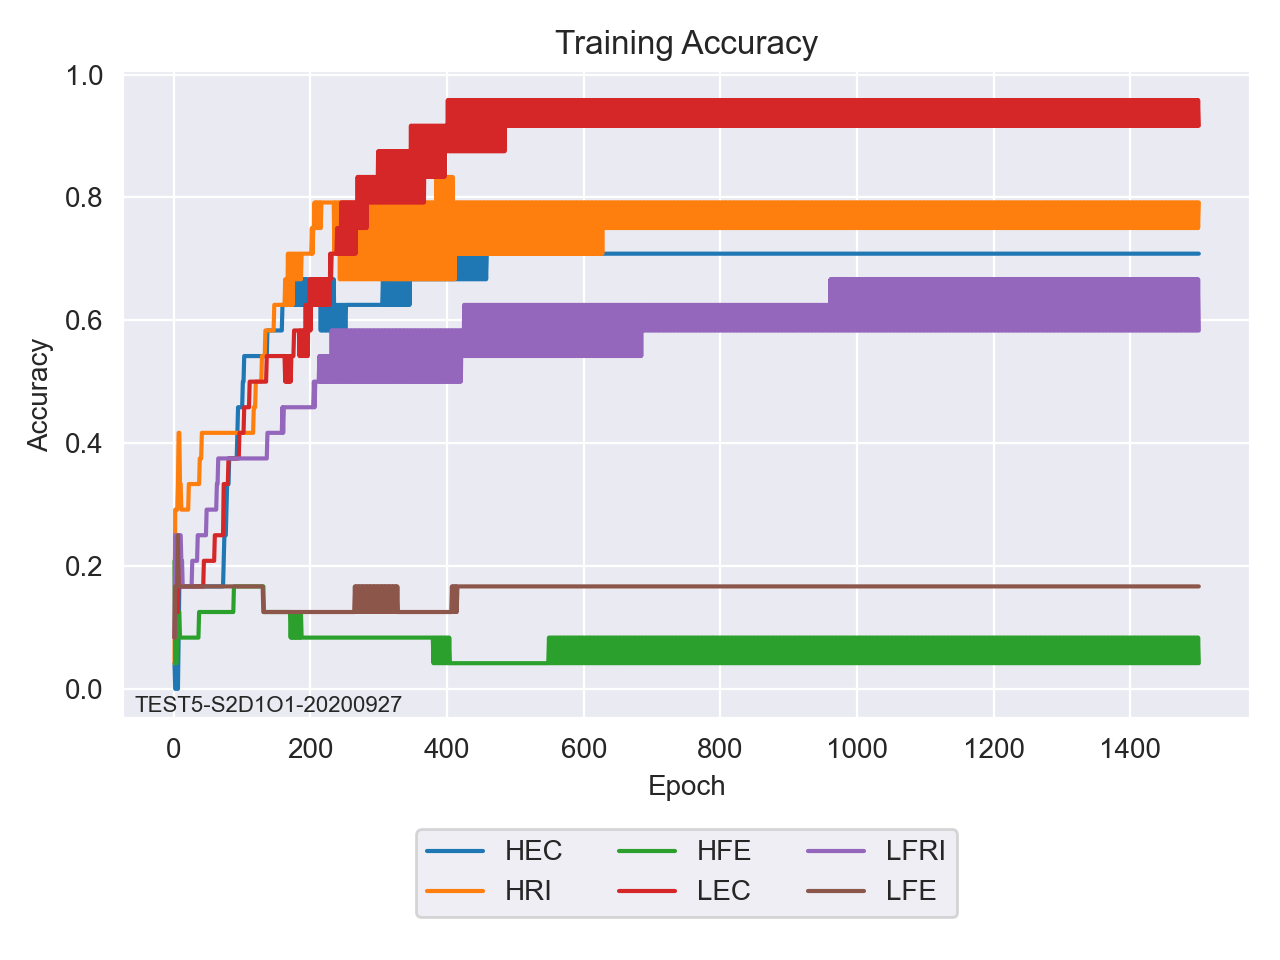 Training Accuracy
1.0
0.8
0.6
0.4
0.2
0.0
Accuracy
TEST5-S2D1O1-20200927
0 200 400 600 800 1000 1200 1400
Epoch
HEC HFE LFRI
HRI LEC LFE